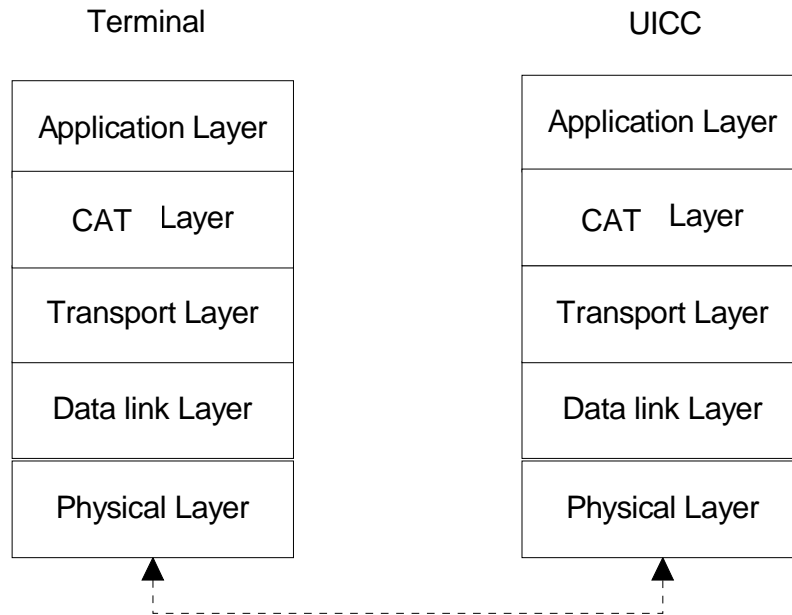 Terminal
UICC
Application Layer
Application Layer
CAT Layer
CAT Layer
Transport Layer
Transport Layer
Data link Layer
Data link Layer
Physical Layer
Physical Layer